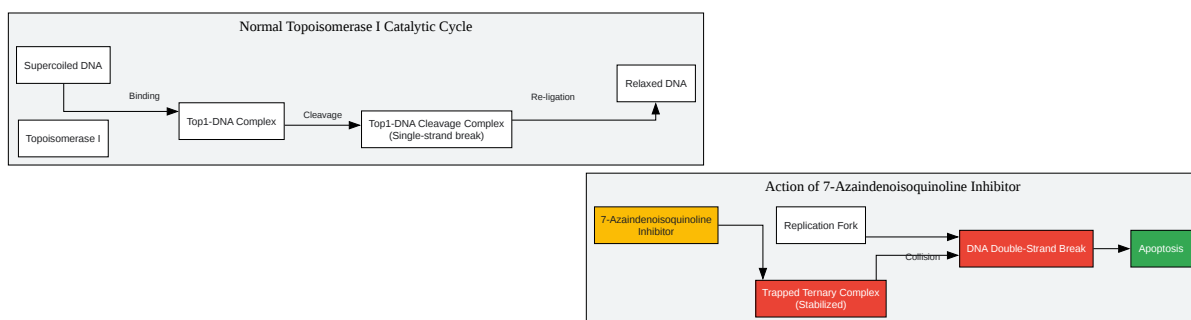 Normal Topoisomerase I Catalytic Cycle
Supercoiled DNA
Topoisomerase I
Binding
Top1-DNA Complex
Cleavage
Top1-DNA Cleavage Complex
(Single-strand break)
Re-ligation
Relaxed DNA
Action of 7-Azaindenoisoquinoline Inhibitor
7-Azaindenoisoquinoline
Inhibitor
Replication Fork
Trapped Ternary Complex
(Stabilized)
Collision
DNA Double-Strand Break
Apoptosis